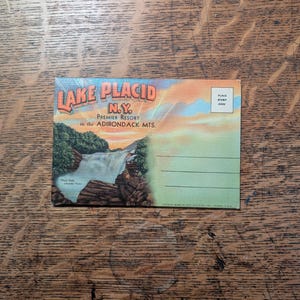 LAKE PLACID
N.Y.
PREMIER RESORT
in the ADIRONDACK MTS.
PLACE
STAMP
HERE